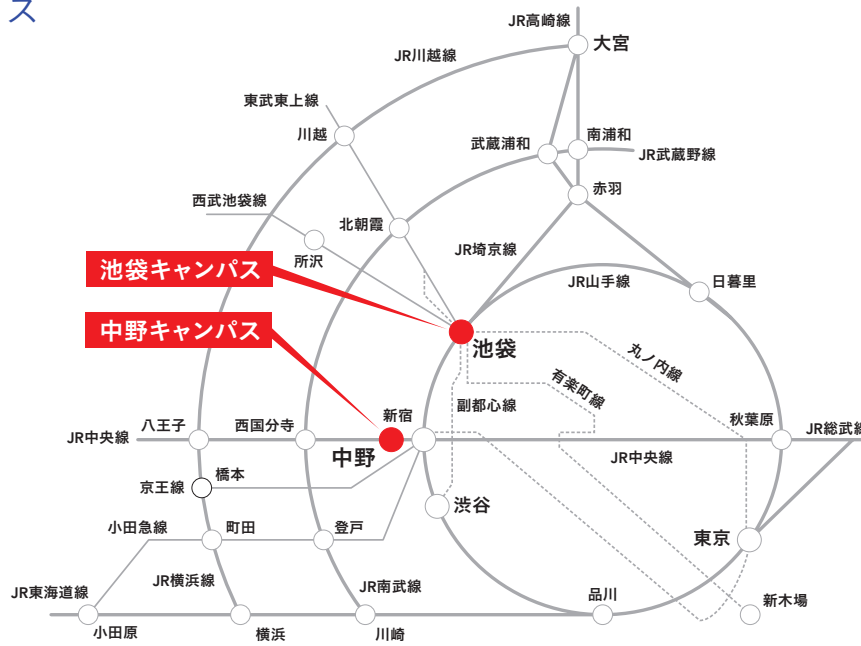 ス
JR高崎線
大宮
JR川越線
東武東上線
川越
武蔵浦和
南浦和
JR武蔵野線
赤羽
西武池袋線
北朝霞
所沢
JR埼京線
池袋キャンパス
JR山手線
日暮里
中野キャンパス
池袋
丸ノ内線
有楽町線
副都心線
新宿
秋葉原
八王子
西国分寺
JR中央線
中野
JR中央線
JR総武線
橋本
京王線
渋谷
小田急線
町田
登戸
東京
JR横浜線
JR南武線
JR東海道線
品川
新木場
小田原
横浜
川崎